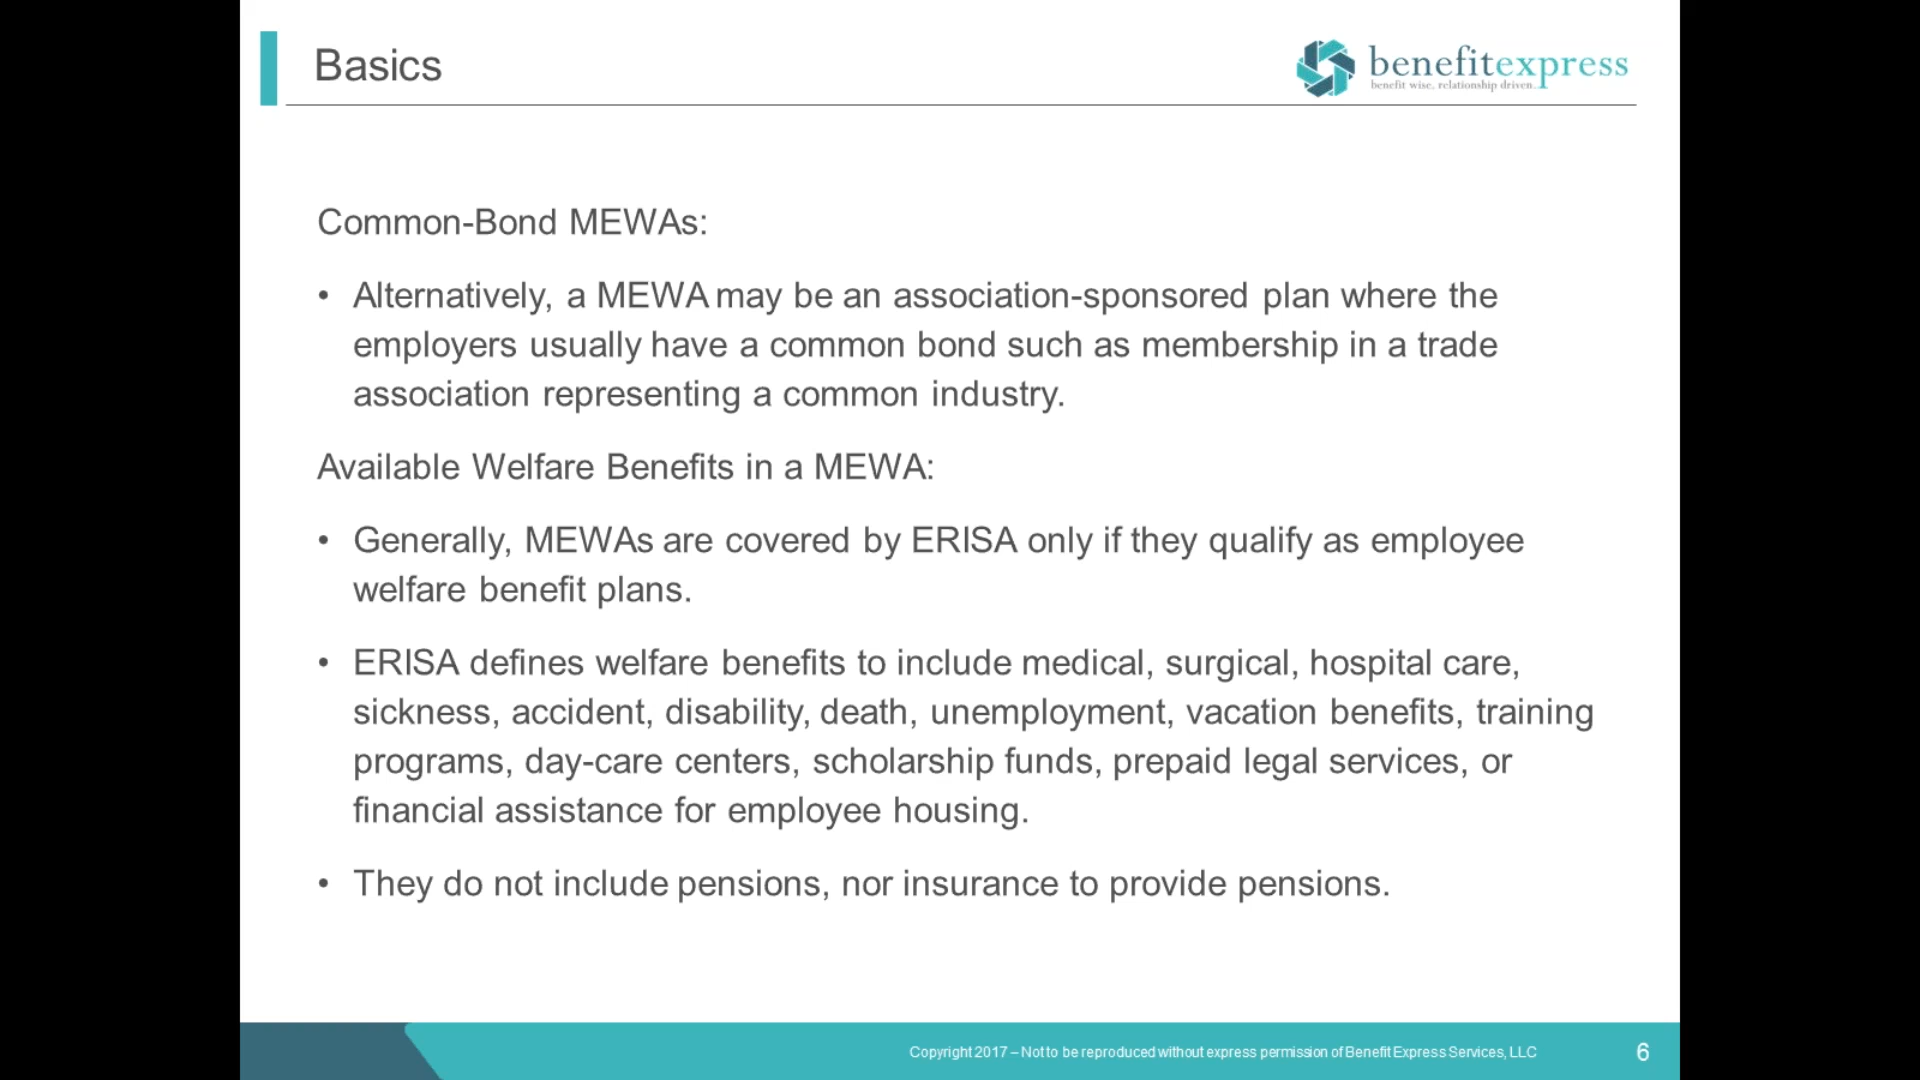 Basics
benefitexpress
benefit wise. relationship driven.
Common-Bond MEWAs:
• Alternatively, a MEWA may be an association-sponsored plan where the
employers usually have a common bond such as membership in a trade
association representing a common industry.
Available Welfare Benefits in a MEWA:
• Generally, MEWAs are covered by ERISA only if they qualify as employee
welfare benefit plans.
• ERISA defines welfare benefits to include medical, surgical, hospital care,
sickness, accident, disability, death, unemployment, vacation benefits, training
programs, day-care centers, scholarship funds, prepaid legal services, or
financial assistance for employee housing.
• They do not include pensions, nor insurance to provide pensions.
Copyright 2017 – Not to be reproduced without express permission of Benefit Express Services, LLC
6